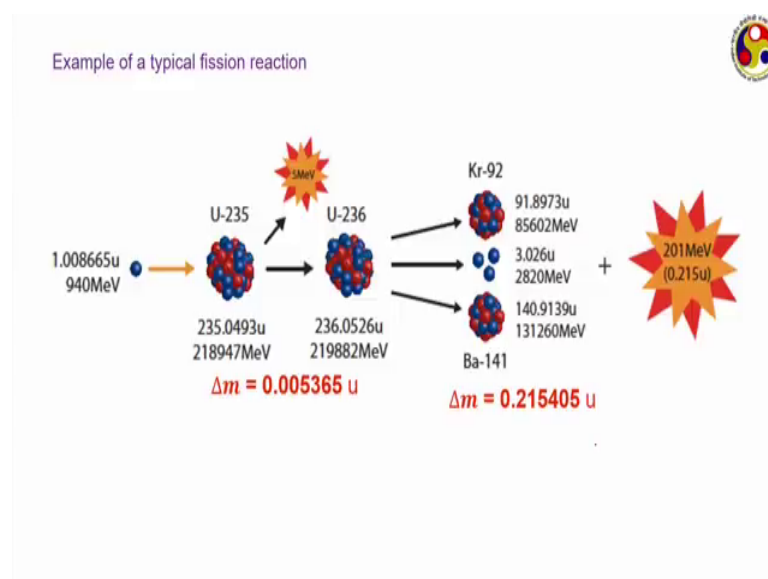 Example of a typical fission reaction
5MeV
Kr-92
U-235
U-236
91.8973u
85602MeV
1.008665u
940MeV
3.026u
2820MeV
+
201MeV
(0.215u)
235.0493u
218947MeV
236.0526u
219882MeV
140.9139u
131260MeV
Ba-141
Δm = 0.005365 u
Δm = 0.215405 u